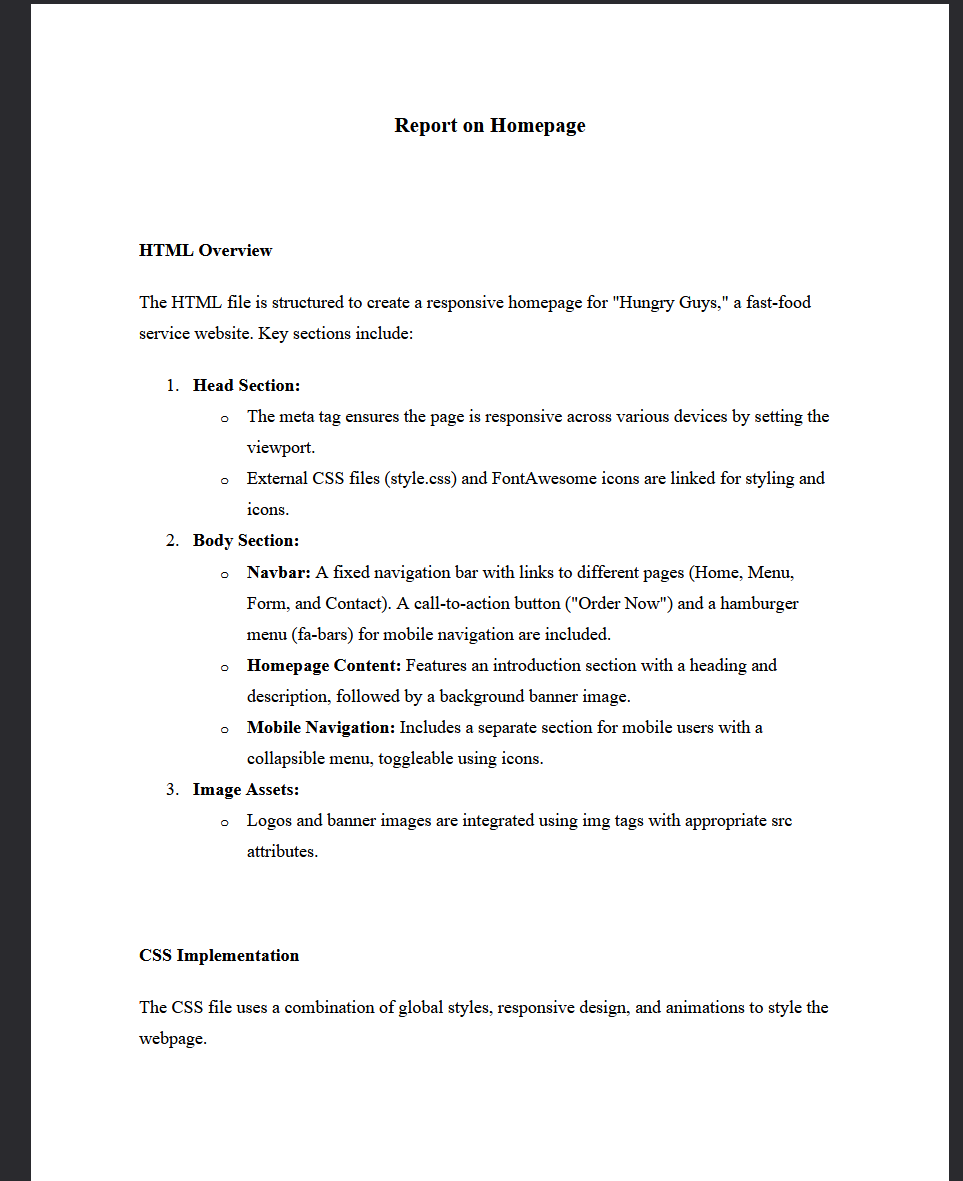 Report on Homepage
HTML Overview
The HTML file is structured to create a responsive homepage for "Hungry Guys," a fast-food
service website. Key sections include:
1. Head Section:
o The meta tag ensures the page is responsive across various devices by setting the
viewport.
o External CSS files (style.css) and FontAwesome icons are linked for styling and
icons.
2. Body Section:
o Navbar: A fixed navigation bar with links to different pages (Home, Menu,
Form, and Contact). A call-to-action button ("Order Now") and a hamburger
menu (fa-bars) for mobile navigation are included.
o Homepage Content: Features an introduction section with a heading and
description, followed by a background banner image.
o Mobile Navigation: Includes a separate section for mobile users with a
collapsible menu, toggleable using icons.
3. Image Assets:
o Logos and banner images are integrated using img tags with appropriate src
attributes.
CSS Implementation
The CSS file uses a combination of global styles, responsive design, and animations to style the
webpage.